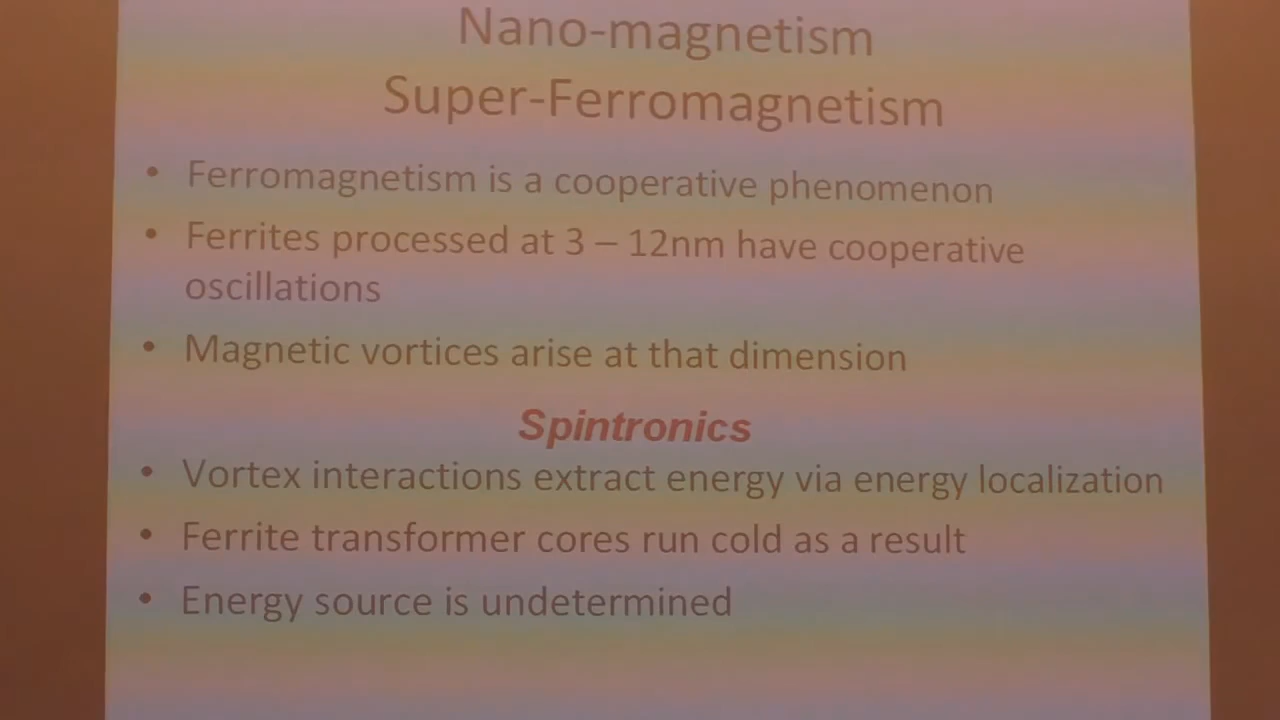 Nano-magnetism
Super-Ferromagnetism
• Ferromagnetism is a cooperative phenomenon
• Ferrites processed at 3 – 12nm have cooperative
oscillations
• Magnetic vortices arise at that dimension
Spintronics
• Vortex interactions extract energy via energy localization
• Ferrite transformer cores run cold as a result
• Energy source is undetermined